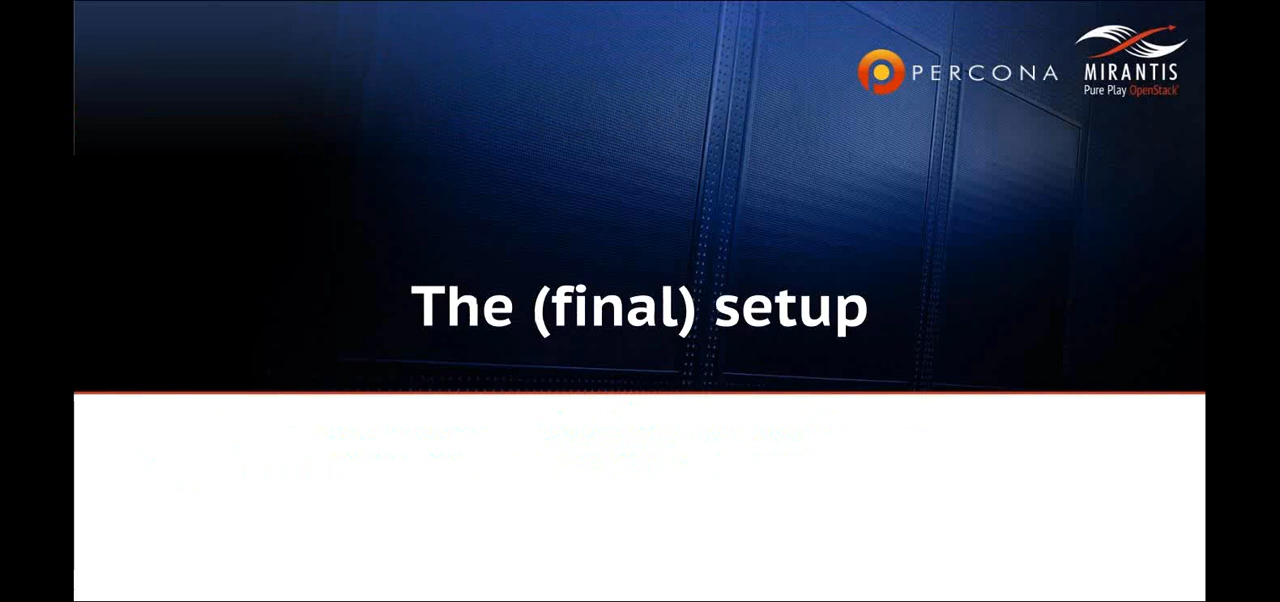 PERCONA
MIRANTIS
Pure Play OpenStack®
The (final) setup